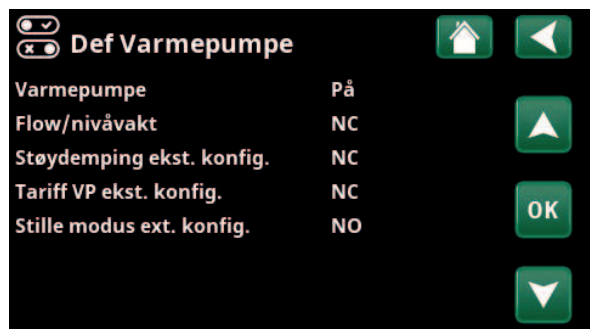 Def Varmepumpe
Varmepumpe På
Flow/nivåvakt NC
Støydemping ekst. konfig. NC
Tariff VP ekst. konfig. NC
Stille modus ext. konfig. NO
OK